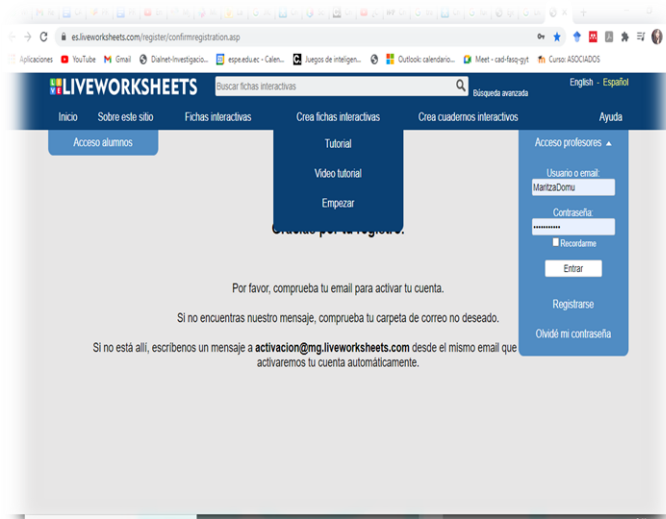 es.liveworksheets.com/register/confirmregistration.asp
Aplicaciones YouTube Gmail Dialnet-Investigacio... espe.edu.ec - Calen... Juegos de inteligen... Outlook: calendario... Meet - cad-fasq-gyt Curso: ASOCIADOS
LIVEWORKSHEETS Buscar fichas interactivas Búsqueda avanzada English - Español
Inicio Sobre este sitio Fichas interactivas Crea fichas interactivas Crea cuadernos interactivos Ayuda
Acceso alumnos Tutorial Acceso profesores
Video tutorial
Empezar
Usuario o email:
MaritzaDomu
Contraseña:
Recordarme
Entrar
Registrarse
Olvidé mi contraseña
Gracias por tu registro.
Por favor, comprueba tu email para activar tu cuenta.
Si no encuentras nuestro mensaje, comprueba tu carpeta de correo no deseado.
Si no está allí, escríbenos un mensaje a activacion@mg.liveworksheets.com desde el mismo email que
activaremos tu cuenta automáticamente.